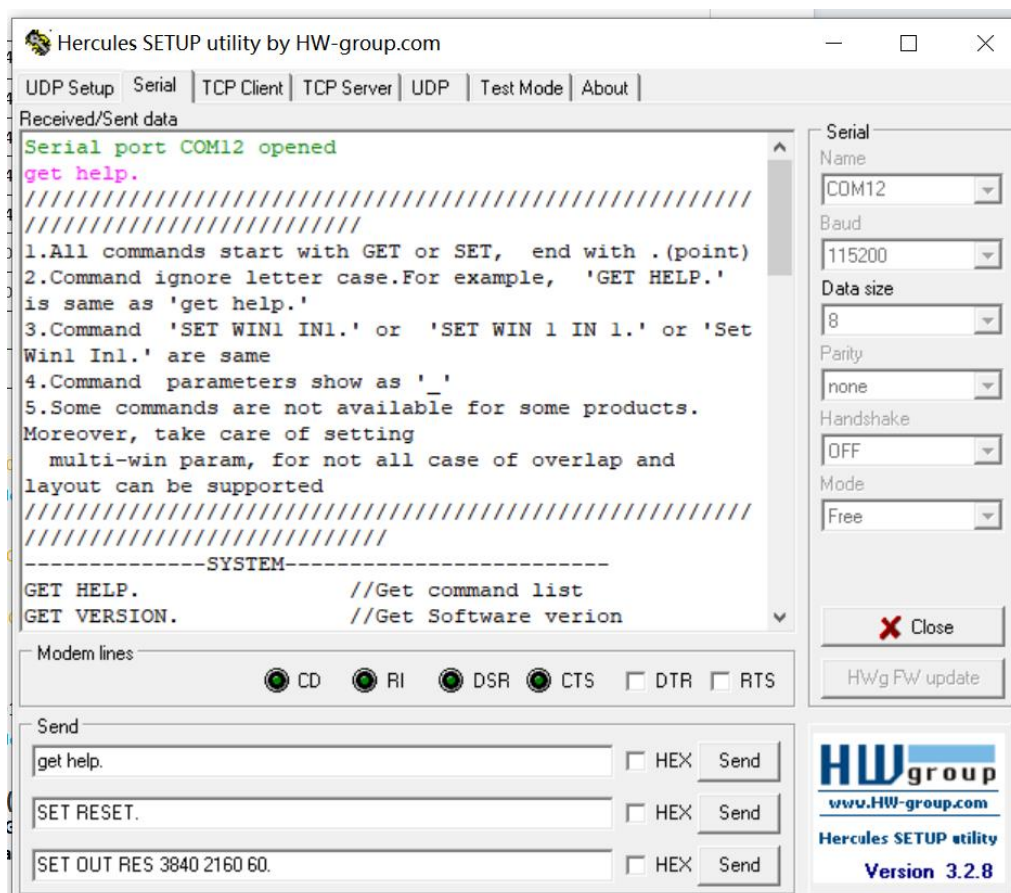 Hercules SETUP utility by HW-group.com
UDP Setup Serial TCP Client TCP Server UDP Test Mode About
Received/Sent data
Serial port COM12 opened
get help.
////////////////////////////////////////////////////////
//////////////////////////
1.All commands start with GET or SET, end with .(point)
2.Command ignore letter case.For example, 'GET HELP.'
is same as 'get help.'
3.Command 'SET WIN1 IN1.' or 'SET WIN 1 IN 1.' or 'Set
Win1 In1.' are same
4.Command parameters show as '_'
5.Some commands are not available for some products.
Moreover, take care of setting
multi-win param, for not all case of overlap and
layout can be supported
////////////////////////////////////////////////////////
////////////////////////////
--------------SYSTEM-------------------------
GET HELP. //Get command list
GET VERSION. //Get Software verion
Serial
Name
COM12
Baud
115200
Data size
8
Parity
none
Handshake
OFF
Mode
Free
Close
HWg FW update
Modem lines
CD RI DSR CTS DTR RTS
Send
get help. HEX Send
SET RESET. HEX Send
SET OUT RES 3840 2160 60. HEX Send
HW group
www.HW-group.com
Hercules SETUP utility
Version 3.2.8